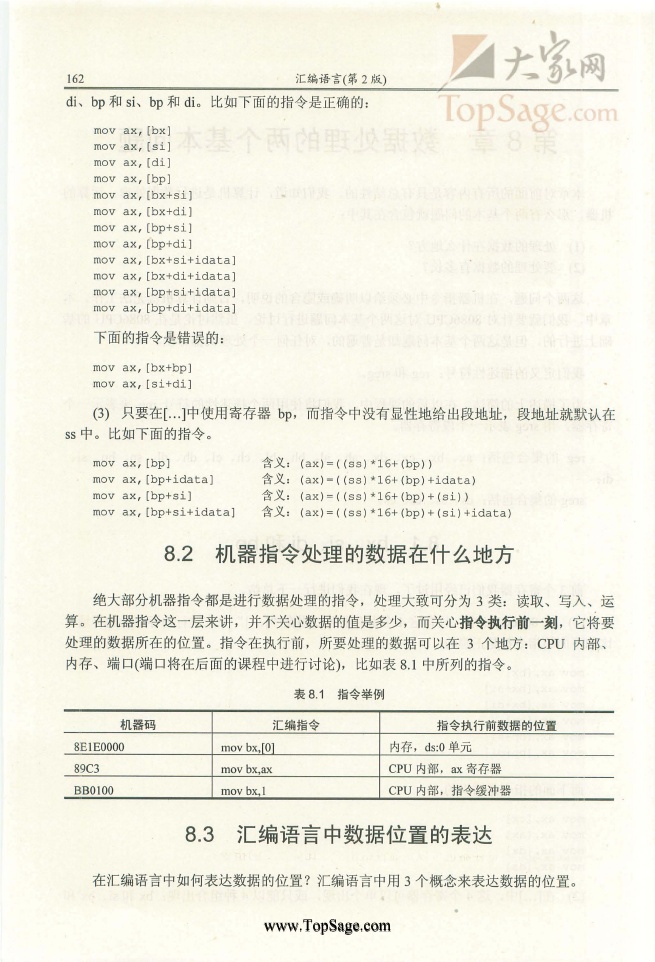 大家网
TopSage.com
162 汇编语言(第 2 版)
di、bp 和 si、bp 和 di。比如下面的指令是正确的：
mov ax,[bx]
mov ax,[si]
mov ax,[di]
mov ax,[bp]
mov ax,[bx+si]
mov ax,[bx+di]
mov ax,[bp+si]
mov ax,[bp+di]
mov ax,[bx+si+idata]
mov ax,[bx+di+idata]
mov ax,[bp+si+idata]
mov ax,[bp+di+idata]
下面的指令是错误的：
mov ax,[bx+bp]
mov ax,[si+di]
(3) 只要在[…]中使用寄存器 bp，而指令中没有显性地给出段地址，段地址就默认在
ss 中。比如下面的指令。
mov ax,[bp] 含义：(ax)=((ss)*16+(bp))
mov ax,[bp+idata] 含义：(ax)=((ss)*16+(bp)+idata)
mov ax,[bp+si] 含义：(ax)=((ss)*16+(bp)+(si))
mov ax,[bp+si+idata] 含义：(ax)=((ss)*16+(bp)+(si)+idata)
8.2 机器指令处理的数据在什么地方
绝大部分机器指令都是进行数据处理的指令，处理大致可分为 3 类：读取、写入、运
算。在机器指令这一层来讲，并不关心数据的值是多少，而关心指令执行前一刻，它将要
处理的数据所在的位置。指令在执行前，所要处理的数据可以在 3 个地方：CPU 内部、
内存、端口(端口将在后面的课程中进行讨论)，比如表 8.1 中所列的指令。
表 8.1 指令举例
机器码 汇编指令 指令执行前数据的位置
8E1E0000 mov bx,[0] 内存，ds:0 单元
89C3 mov bx,ax CPU 内部，ax 寄存器
BB0100 mov bx,1 CPU 内部，指令缓冲器
8.3 汇编语言中数据位置的表达
在汇编语言中如何表达数据的位置？汇编语言中用 3 个概念来表达数据的位置。
www.TopSage.com